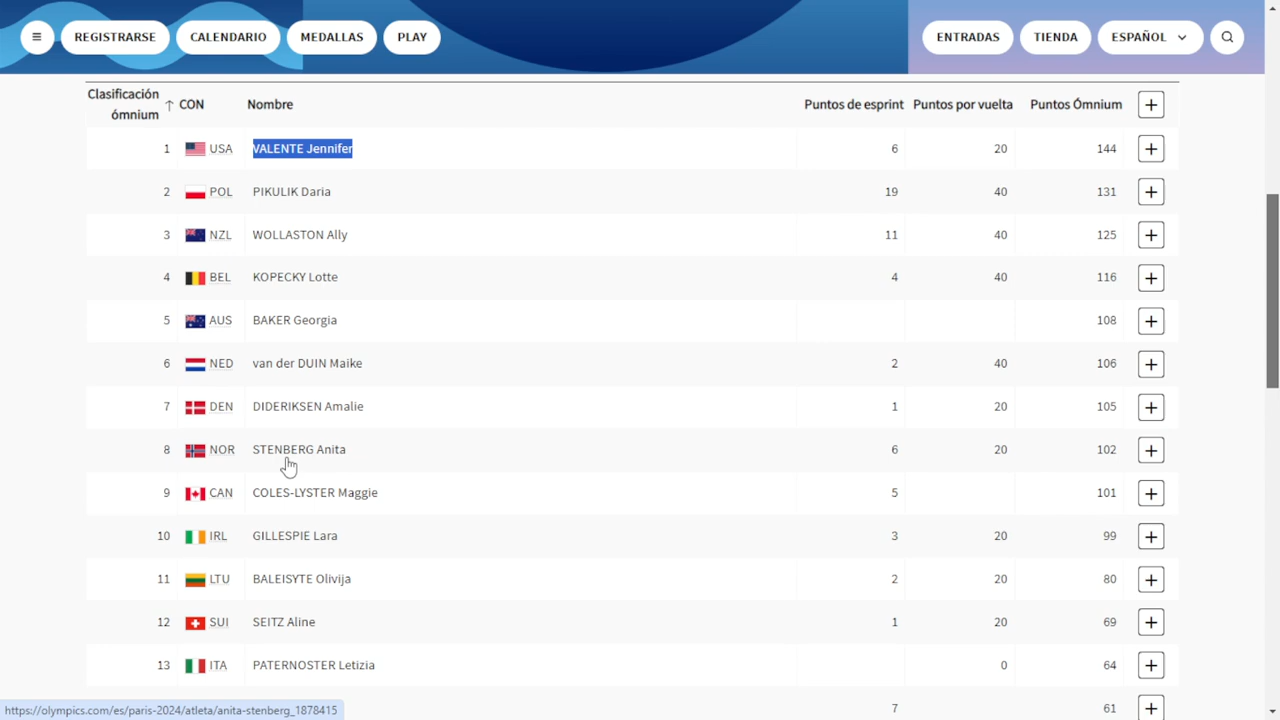 REGISTRARSE CALENDARIO MEDALLAS PLAY ENTRADAS TIENDA ESPAÑOL
Clasificación ómnium CON Nombre Puntos de esprint Puntos por vuelta Puntos Ómnium
1 USA VALENTE Jennifer 6 20 144
2 POL PIKULIK Daria 19 40 131
3 NZL WOLLASTON Ally 11 40 125
4 BEL KOPECKY Lotte 4 40 116
5 AUS BAKER Georgia 108
6 NED van der DUIN Maike 2 40 106
7 DEN DIDERIKSEN Amalie 1 20 105
8 NOR STENBERG Anita 6 20 102
9 CAN COLES-LYSTER Maggie 5 101
10 IRL GILLESPIE Lara 3 20 99
11 LTU BALEISYTE Olivija 2 20 80
12 SUI SEITZ Aline 1 20 69
13 ITA PATERNOSTER Letizia 0 64
7 61
https://olympics.com/es/paris-2024/atleta/anita-stenberg_1878415